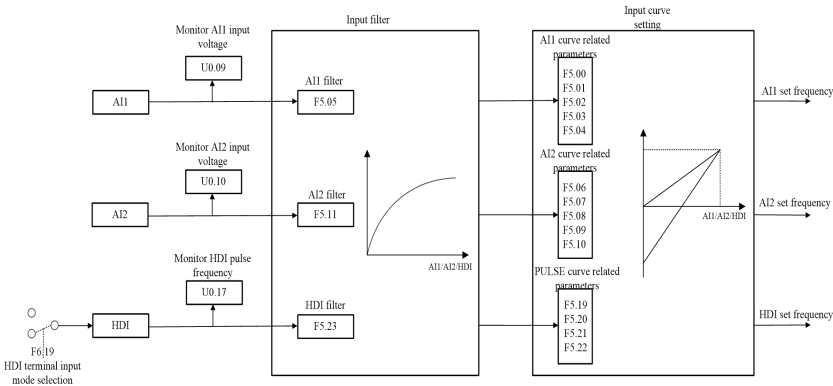 Input filter
Input curve
setting
Monitor AI1 input
voltage
U0.09
AI1
AI1 filter
F5.05
AI1 curve related
parameters
F5.00
F5.01
F5.02
F5.03
F5.04
AI1 set frequency
Monitor AI2 input
voltage
U0.10
AI2
AI2 filter
F5.11
AI1/AI2/HDI
AI2 curve related
parameters
F5.06
F5.07
F5.08
F5.09
F5.10
AI1/AI2/HDI
AI2 set frequency
Monitor HDI pulse
frequency
U0.17
HDI
HDI filter
F5.23
PULSE curve related
parameters
F5.19
F5.20
F5.21
F5.22
HDI set frequency
F6.19
HDI terminal input
mode selection